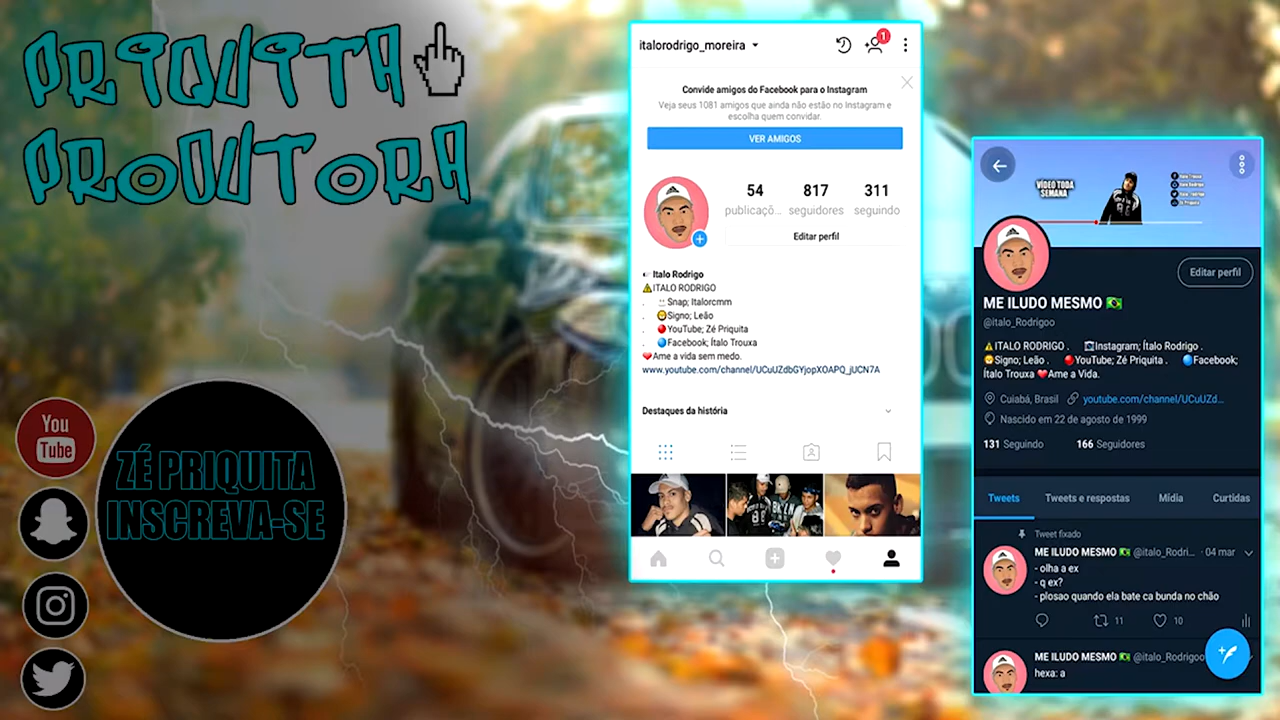 PRIQUITA
PRODUTORA
You
Tube
ZÉ PRIQUITA
INSCREVA-SE
italorodrigo_moreira
1
Convide amigos do Facebook para o Instagram
Veja seus 1081 amigos que ainda não estão no Instagram e
escolha quem convidar.
VER AMIGOS
54 817 311
publicaçõ... seguidores seguindo
Editar perfil
Italo Rodrigo
ITALO RODRIGO
. Snap; Italorcmm
. Signo; Leão
. YouTube; Zé Priquita
. Facebook; Ítalo Trouxa
Ame a vida sem medo.
www.youtube.com/channel/UCuUZdbGYjopXOAPQ_jUCN7A
Destaques da história
VÍDEO TODA
SEMANA
Editar perfil
ME ILUDO MESMO 🇧🇷
@italo_Rodrigoo
⚠ITALO RODRIGO . Instagram; Ítalo Rodrigo .
Signo; Leão . YouTube; Zé Priquita . Facebook;
Ítalo Trouxa ❤Ame a Vida.
Cuiabá, Brasil youtube.com/channel/UCuUZd...
Nascido em 22 de agosto de 1999
131 Seguindo 166 Seguidores
Tweets Tweets e respostas Mídia Curtidas
Tweet fixado
ME ILUDO MESMO 🇧🇷 @italo_Rodri... · 04 mar
- olha a ex
- q ex?
- plosao quando ela bate ca bunda no chão
11 10
ME ILUDO MESMO 🇧🇷 @italo_Rodrigoo
hexa: a